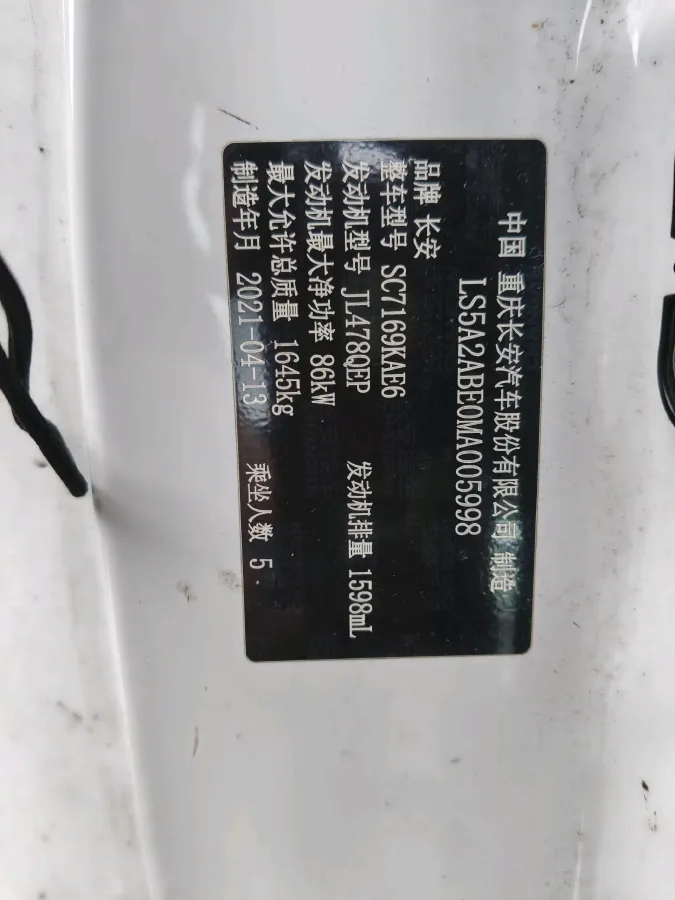 中国 重庆长安汽车股份有限公司 制造
LS5A2ABE0MA005998
品牌 长安
整车型号 SC7169KAE6
发动机型号 JL478QEP 发动机排量 1598mL
发动机最大净功率 86kW
最大允许总质量 1645kg
制造年月 2021-04-13 乘坐人数 5